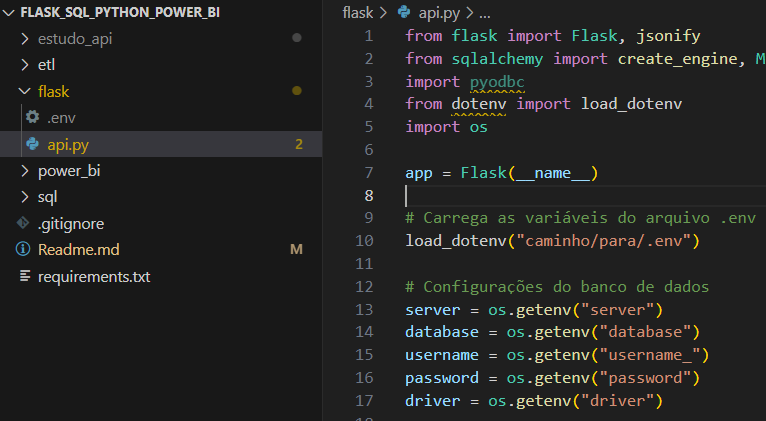 FLASK_SQL_PYTHON_POWER_BI
estudo_api
etl
flask
.env
api.py 2
power_bi
sql
.gitignore
Readme.md M
requirements.txt
flask > api.py > ...
1 from flask import Flask, jsonify
2 from sqlalchemy import create_engine, M
3 import pyodbc
4 from dotenv import load_dotenv
5 import os
6
7 app = Flask(__name__)
8
9 # Carrega as variáveis do arquivo .env
10 load_dotenv("caminho/para/.env")
11
12 # Configurações do banco de dados
13 server = os.getenv("server")
14 database = os.getenv("database")
15 username = os.getenv("username_")
16 password = os.getenv("password")
17 driver = os.getenv("driver")